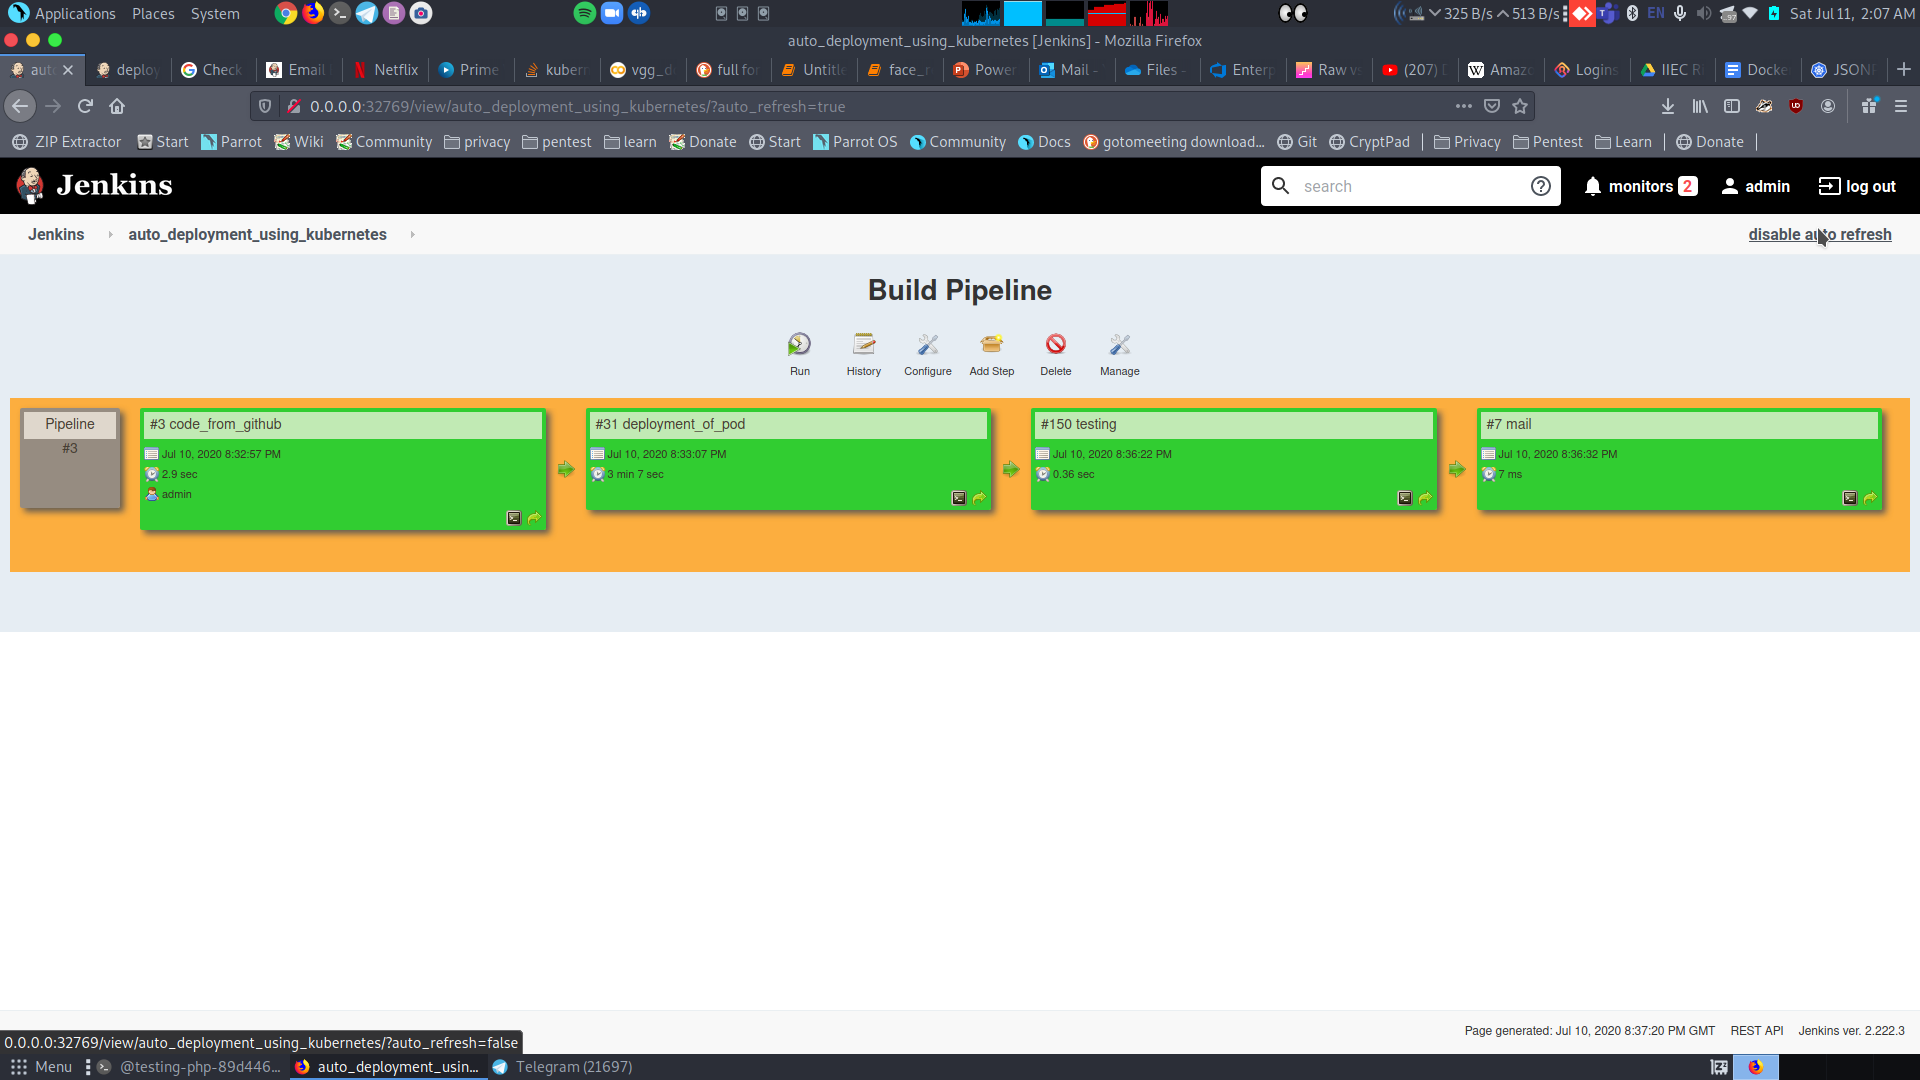 Applications Places System
325 B/s 513 B/s EN Sat Jul 11, 2:07 AM
auto_deployment_using_kubernetes [Jenkins] - Mozilla Firefox
auto deploy Check Email Netflix Prime kubern vgg_d full for Untitle face_r Power Mail - Files - Enterp Raw vs (207) Amazo Logins IIEC R Docke JSON
0.0.0.0:32769/view/auto_deployment_using_kubernetes/?auto_refresh=true
ZIP Extractor Start Parrot Wiki Community privacy pentest learn Donate Start Parrot OS Community Docs gotomeeting download... Git CryptPad Privacy Pentest Learn Donate
Jenkins search monitors 2 admin log out
Jenkins auto_deployment_using_kubernetes disable auto refresh
Build Pipeline
Run History Configure Add Step Delete Manage
Pipeline
#3
#3 code_from_github
Jul 10, 2020 8:32:57 PM
2.9 sec
admin
#31 deployment_of_pod
Jul 10, 2020 8:33:07 PM
3 min 7 sec
#150 testing
Jul 10, 2020 8:36:22 PM
0.36 sec
#7 mail
Jul 10, 2020 8:36:32 PM
7 ms
Page generated: Jul 10, 2020 8:37:20 PM GMT REST API Jenkins ver. 2.222.3
0.0.0.0:32769/view/auto_deployment_using_kubernetes/?auto_refresh=false
Menu @testing-php-89d446... auto_deployment_usin... Telegram (21697)